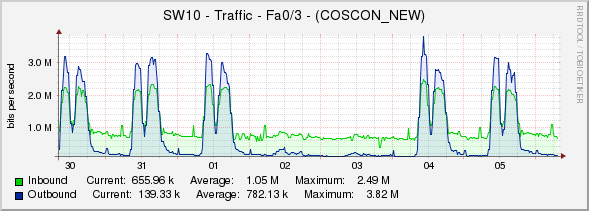 SW10 - Traffic - Fa0/3 - (COSCON_NEW)
RRDTOOL / TOBI OETIKER
bits per second
3.0 M
2.0 M
1.0 M
30 31 01 02 03 04 05
Inbound Current: 655.96 k Average: 1.05 M Maximum: 2.49 M
Outbound Current: 139.33 k Average: 782.13 k Maximum: 3.82 M